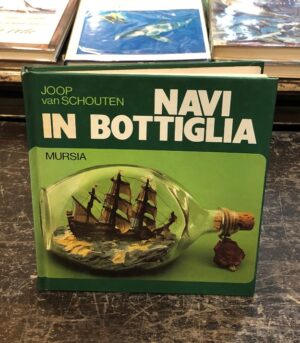 JOOP
van SCHOUTEN
NAVI
IN BOTTIGLIA
MURSIA